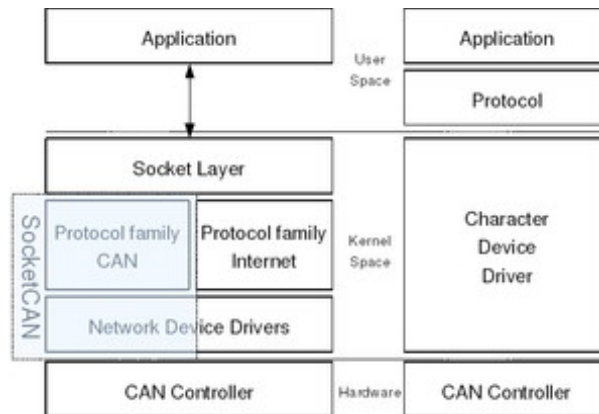 Application
Application
User
Space
Protocol
Socket Layer
SocketCAN
Protocol family
CAN
Protocol family
Internet
Kernel
Space
Character
Device
Driver
Network Device Drivers
CAN Controller
Hardware
CAN Controller